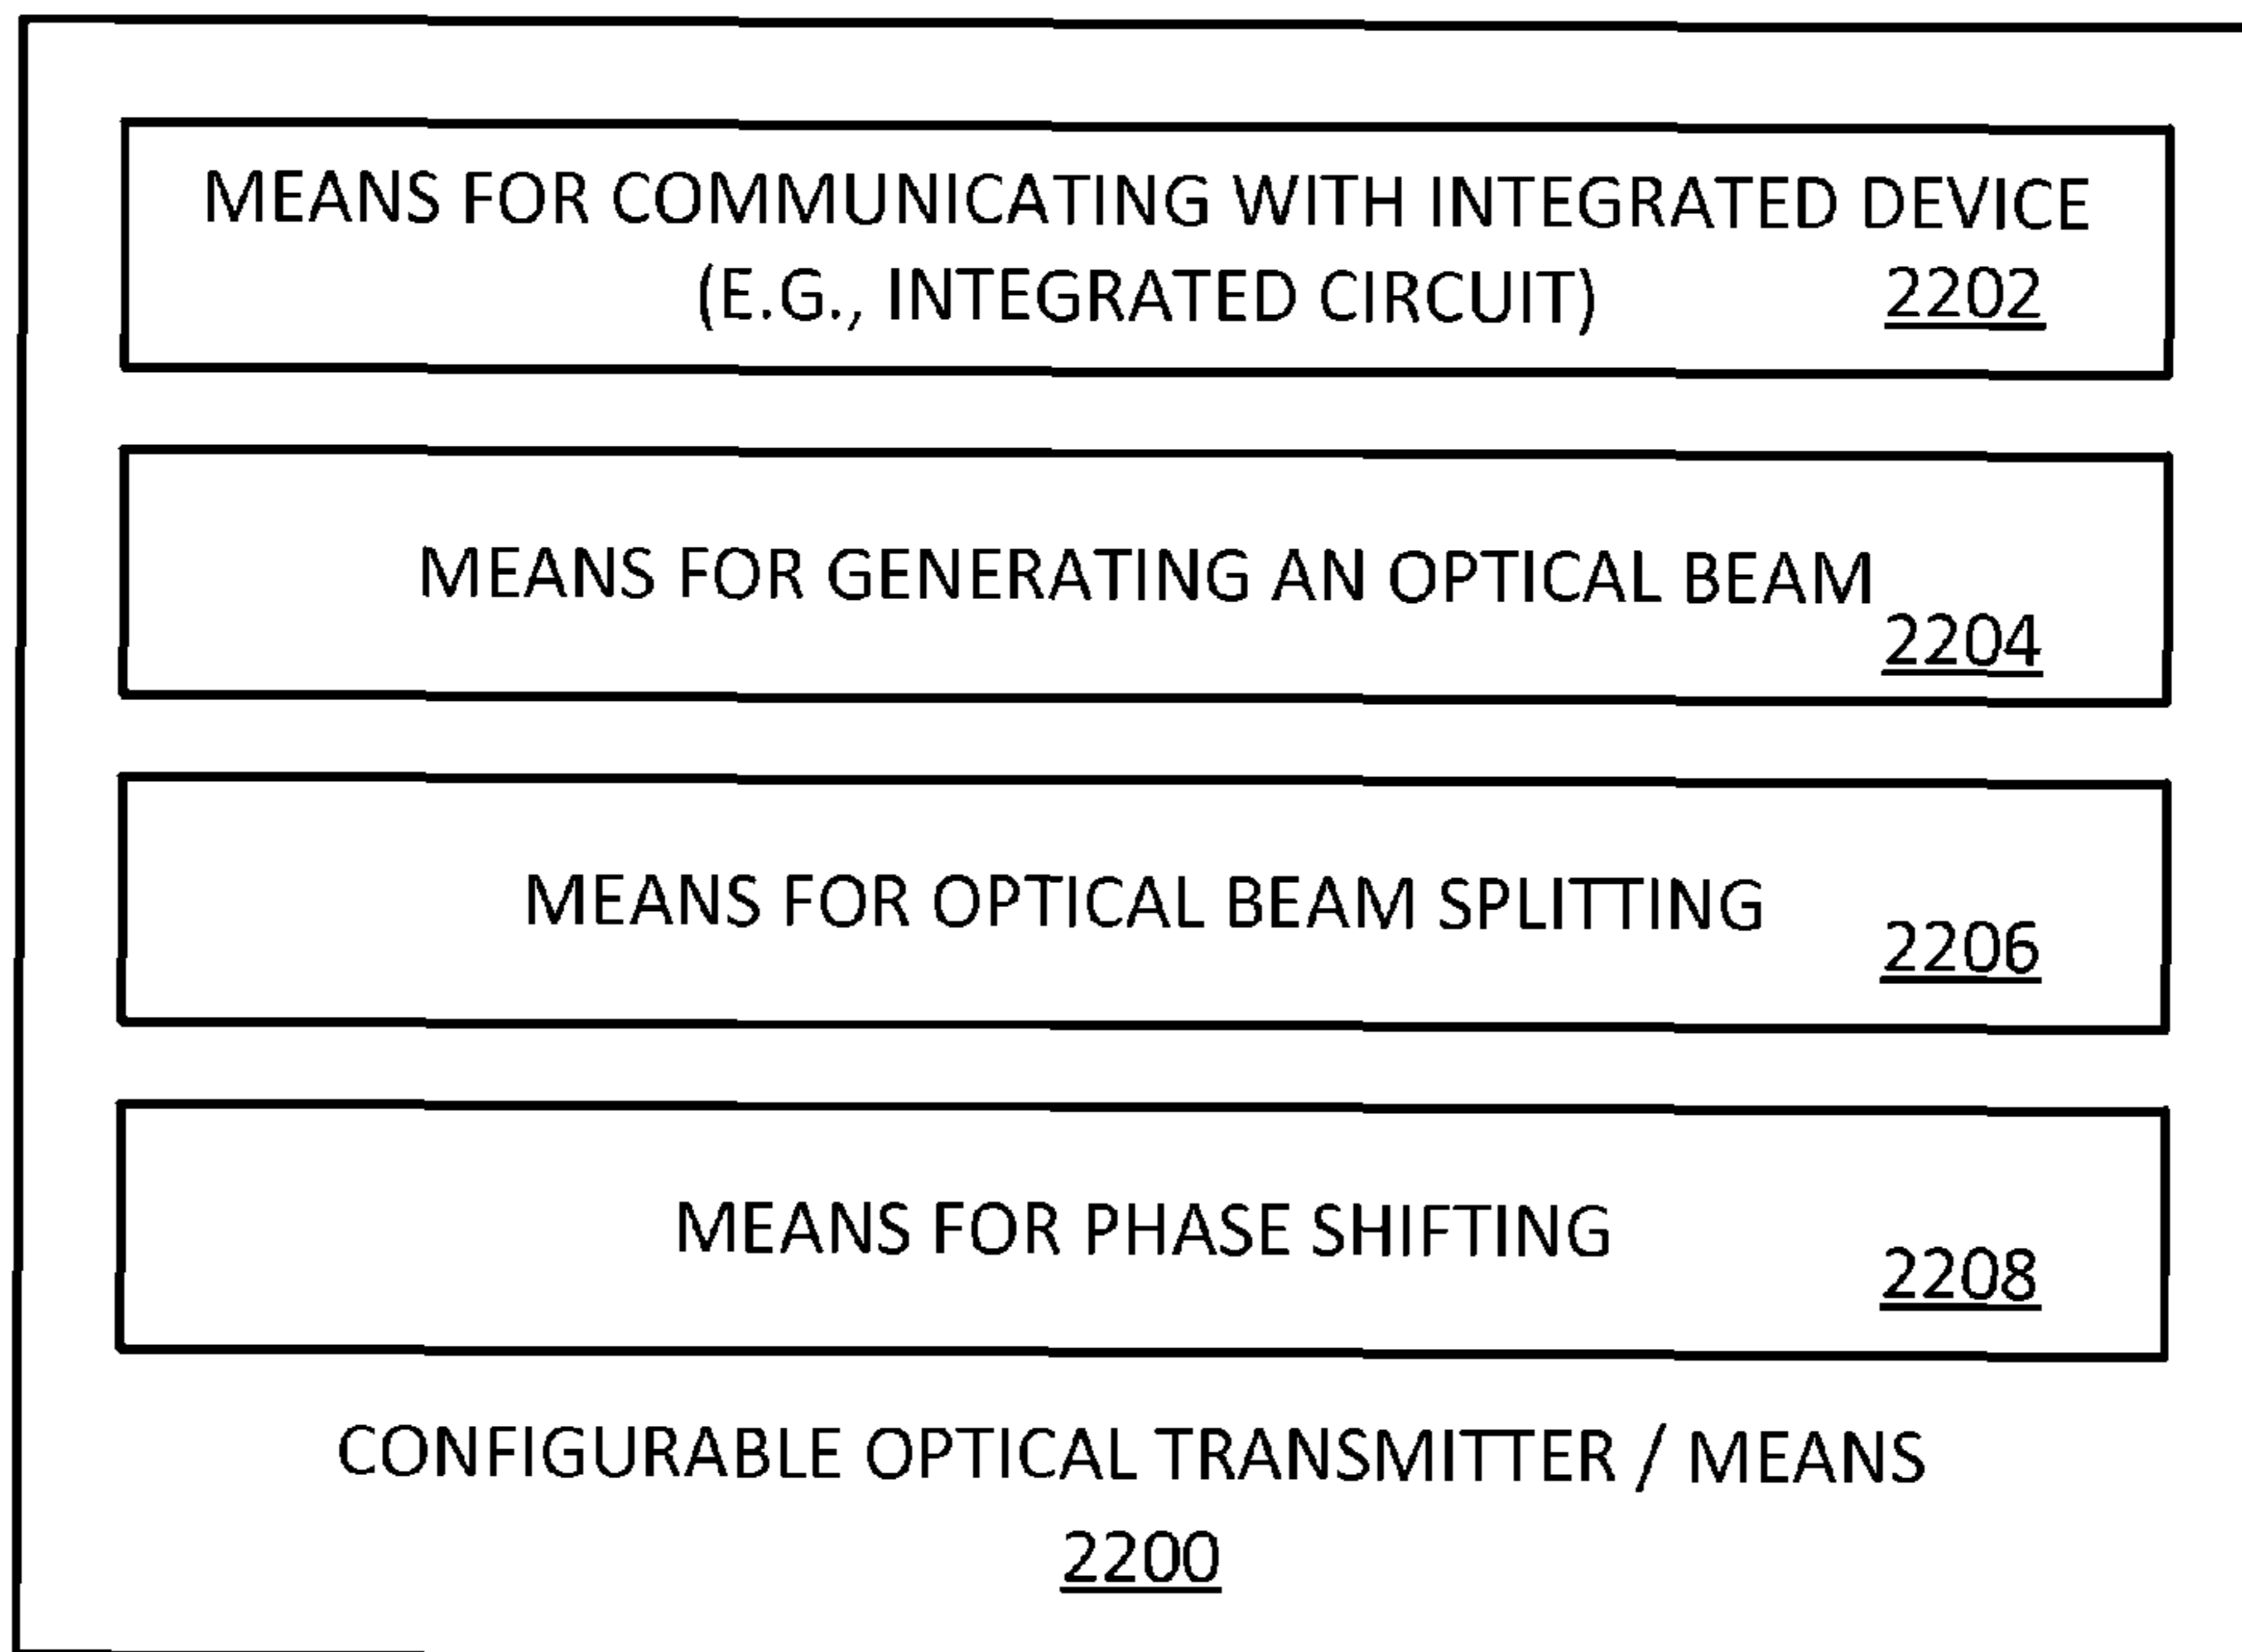 MEANS FOR COMMUNICATING WITH INTEGRATED DEVICE
(E.G., INTEGRATED CIRCUIT) 2202
MEANS FOR GENERATING AN OPTICAL BEAM
2204
MEANS FOR OPTICAL BEAM SPLITTING
2206
MEANS FOR PHASE SHIFTING
2208
CONFIGURABLE OPTICAL TRANSMITTER / MEANS
2200